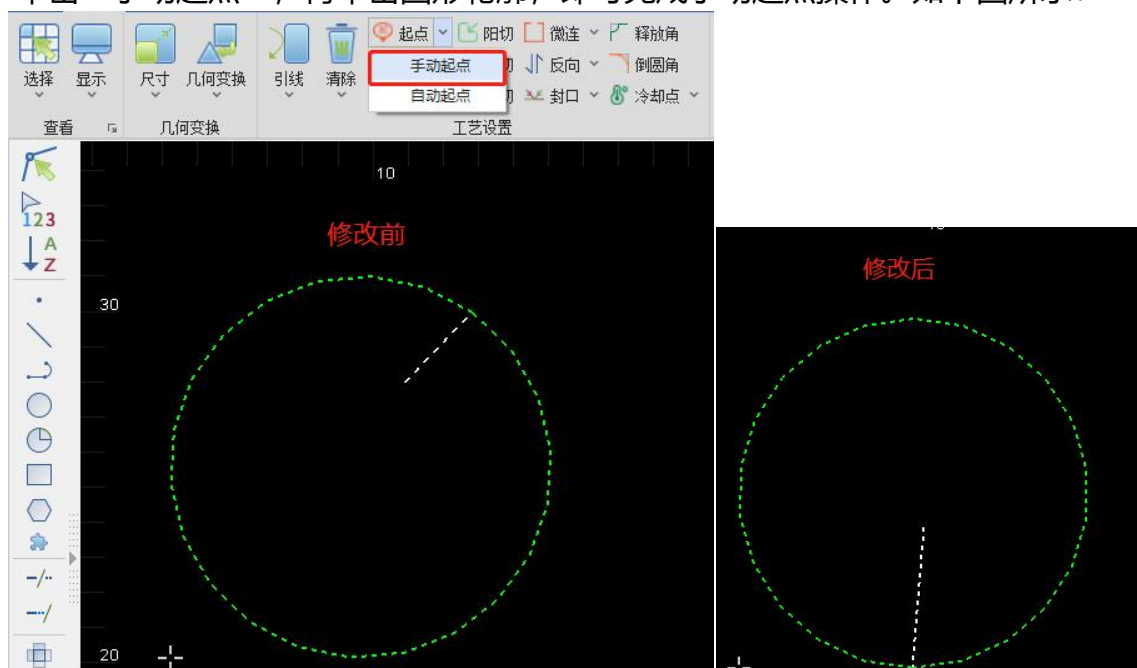 起点 阳切 微连 释放角
手动起点 反向 倒圆角
选择 显示 尺寸 几何变换 引线 清除
自动起点 封口 冷却点
查看 几何变换 工艺设置
10
123
修改前
A
Z
修改后
30
20